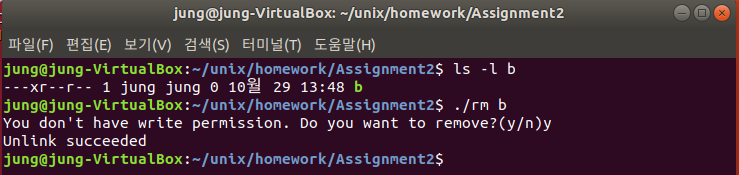 jung@jung-VirtualBox: ~/unix/homework/Assignment2
파일(F) 편집(E) 보기(V) 검색(S) 터미널(T) 도움말(H)
jung@jung-VirtualBox:~/unix/homework/Assignment2$ ls -l b
---xr--r-- 1 jung jung 0 10월 29 13:48 b
jung@jung-VirtualBox:~/unix/homework/Assignment2$ ./rm b
You don't have write permission. Do you want to remove?(y/n)y
Unlink succeeded
jung@jung-VirtualBox:~/unix/homework/Assignment2$